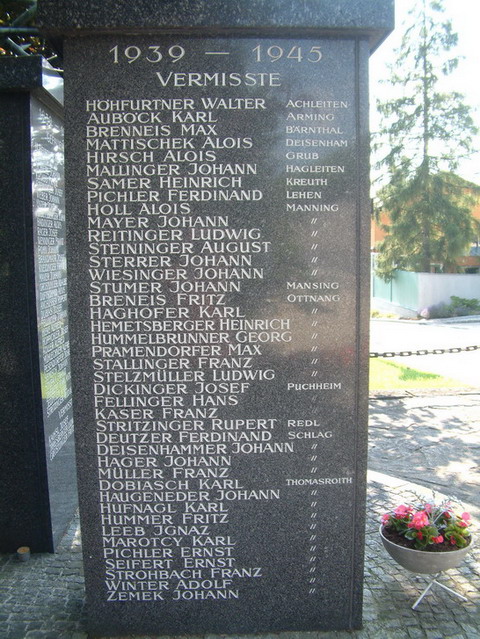 1939 — 1945
VERMISSTE
HÖHFURTNER WALTER ACHLEITEN
AUBÖCK KARL ARMING
BRENNEIS MAX BÄRNTHAL
MATTISCHEK ALOIS DEISENHAM
HIRSCH ALOIS GRUB
MALLINGER JOHANN HAGLEITEN
SAMER HEINRICH KREUTH
PICHLER FERDINAND LEHEN
HOLL ALOIS MANNING
MAYER JOHANN "
REITINGER LUDWIG "
STEININGER AUGUST "
STERRER JOHANN "
WIESINGER JOHANN "
STUMER JOHANN MANSING
BRENEIS FRITZ OTTNANG
HAGHOFER KARL "
HEMETSBERGER HEINRICH "
HUMMELBRUNNER GEORG "
PRAMENDORFER MAX "
STALLINGER FRANZ "
STELZMÜLLER LUDWIG "
DICKINGER JOSEF PUCHHEIM
FELLINGER HANS "
KASER FRANZ "
STRITZINGER RUPERT REDL
DEUTZER FERDINAND SCHLAG
DEISENHAMMER JOHANN "
HAGER JOHANN "
MÜLLER FRANZ "
DOBIASCH KARL THOMASROITH
HAUGENEDER JOHANN "
HUFNAGL KARL "
HUMMER FRITZ "
LEEB IGNAZ "
MAROTCY KARL "
PICHLER ERNST "
SEIFERT ERNST "
STROHBACH FRANZ "
WINTER ADOLF "
ZEMEK JOHANN "